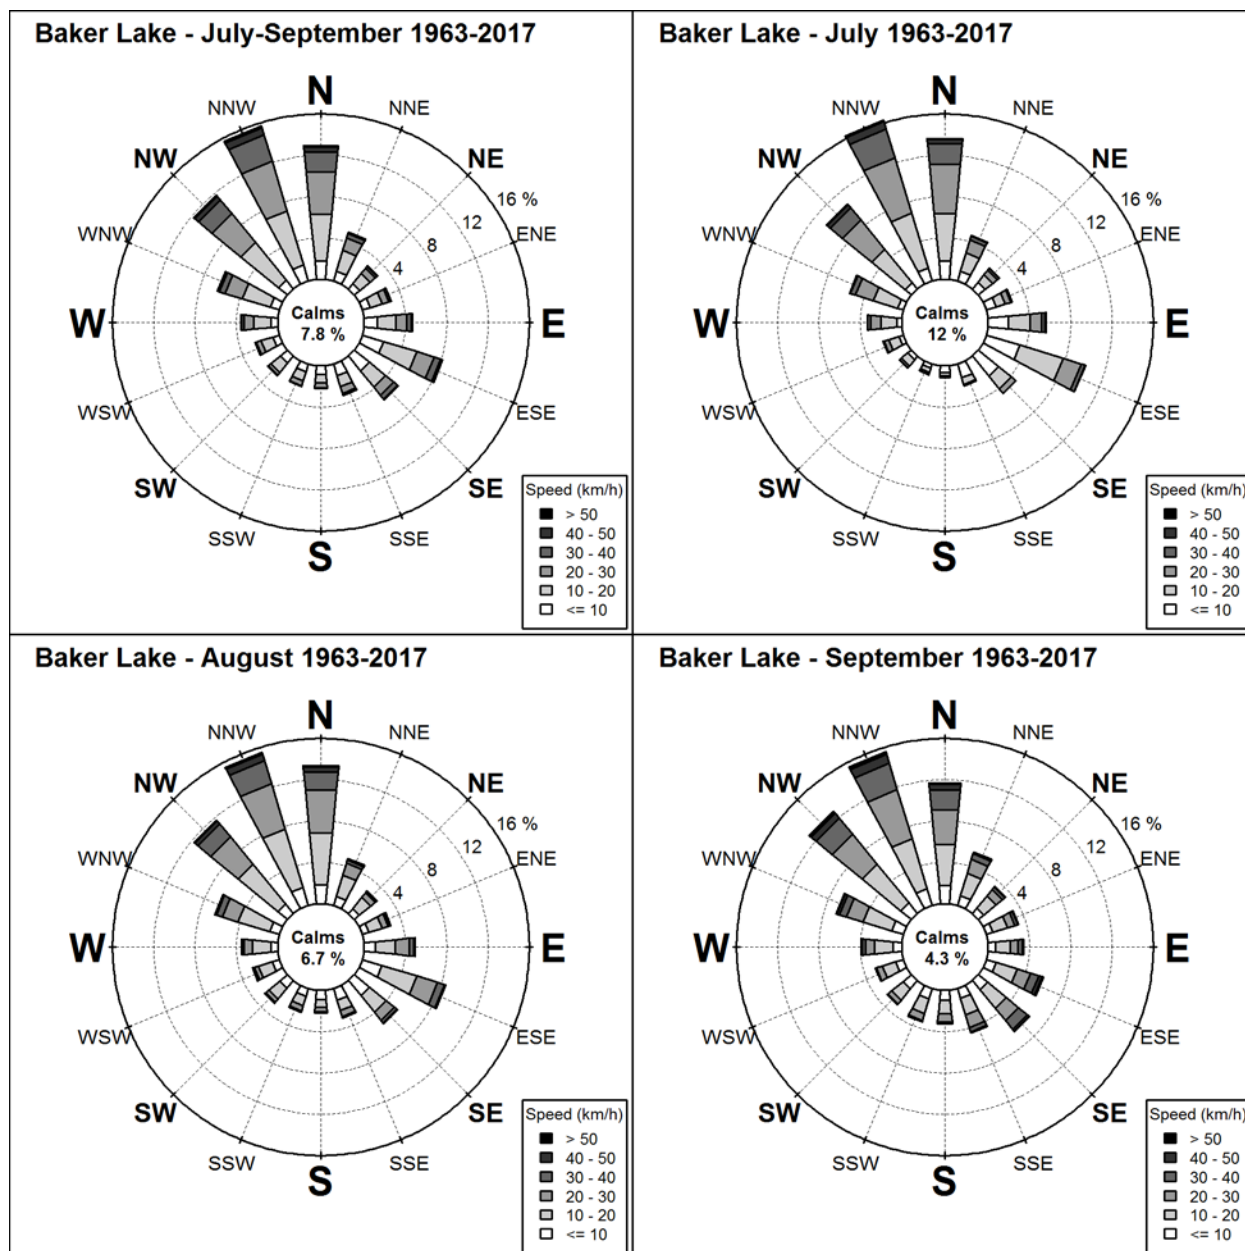 Baker Lake - July-September 1963-2017
N
NNW
NNE
NW
NE
16 %
WNW
12
ENE
8
4
Calms
7.8 %
W
E
WSW
ESE
SW
SE
SSW
SSE
S
Speed (km/h)
> 50
40 - 50
30 - 40
20 - 30
10 - 20
<= 10
Baker Lake - July 1963-2017
N
NNW
NNE
NW
NE
16 %
WNW
12
ENE
8
4
Calms
12 %
W
E
WSW
ESE
SW
SE
SSW
SSE
S
Speed (km/h)
> 50
40 - 50
30 - 40
20 - 30
10 - 20
<= 10
Baker Lake - August 1963-2017
N
NNW
NNE
NW
NE
16 %
WNW
12
ENE
8
4
Calms
6.7 %
W
E
WSW
ESE
SW
SE
SSW
SSE
S
Speed (km/h)
> 50
40 - 50
30 - 40
20 - 30
10 - 20
<= 10
Baker Lake - September 1963-2017
N
NNW
NNE
NW
NE
16 %
WNW
12
ENE
8
4
Calms
4.3 %
W
E
WSW
ESE
SW
SE
SSW
SSE
S
Speed (km/h)
> 50
40 - 50
30 - 40
20 - 30
10 - 20
<= 10